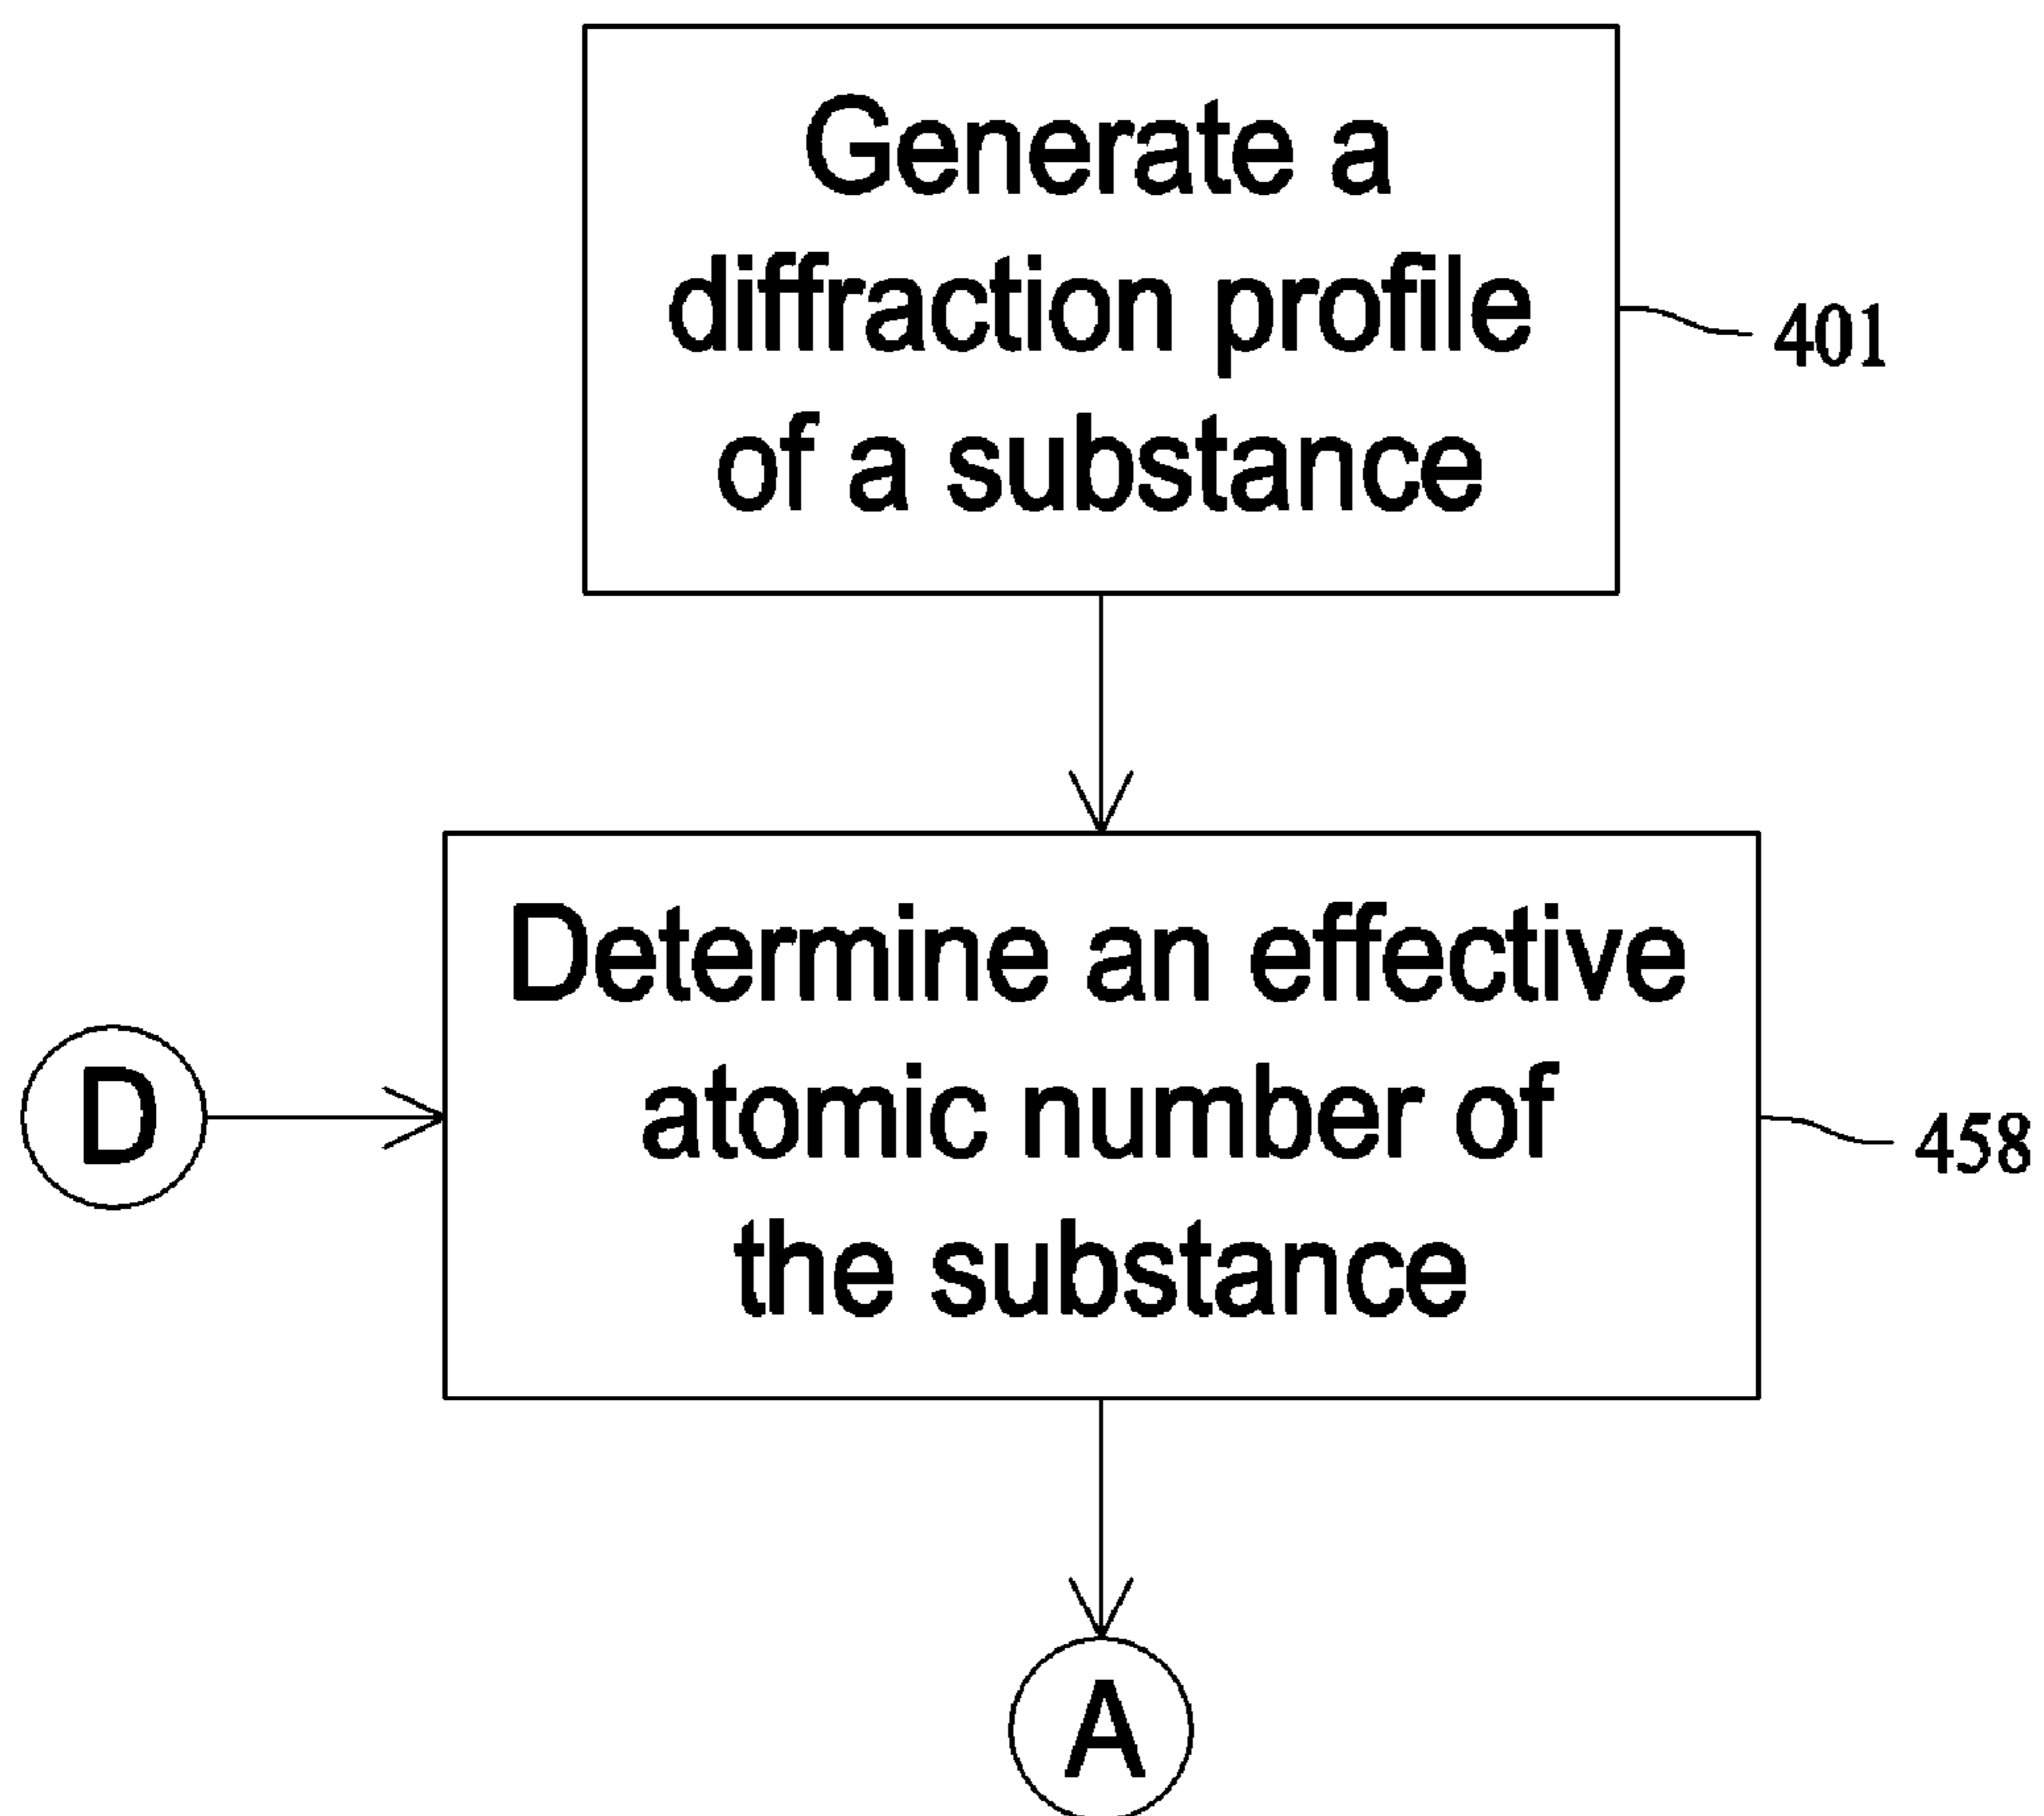 Generate a
diffraction profile
of a substance
401
Determine an effective
atomic number of
the substance
D
458
A